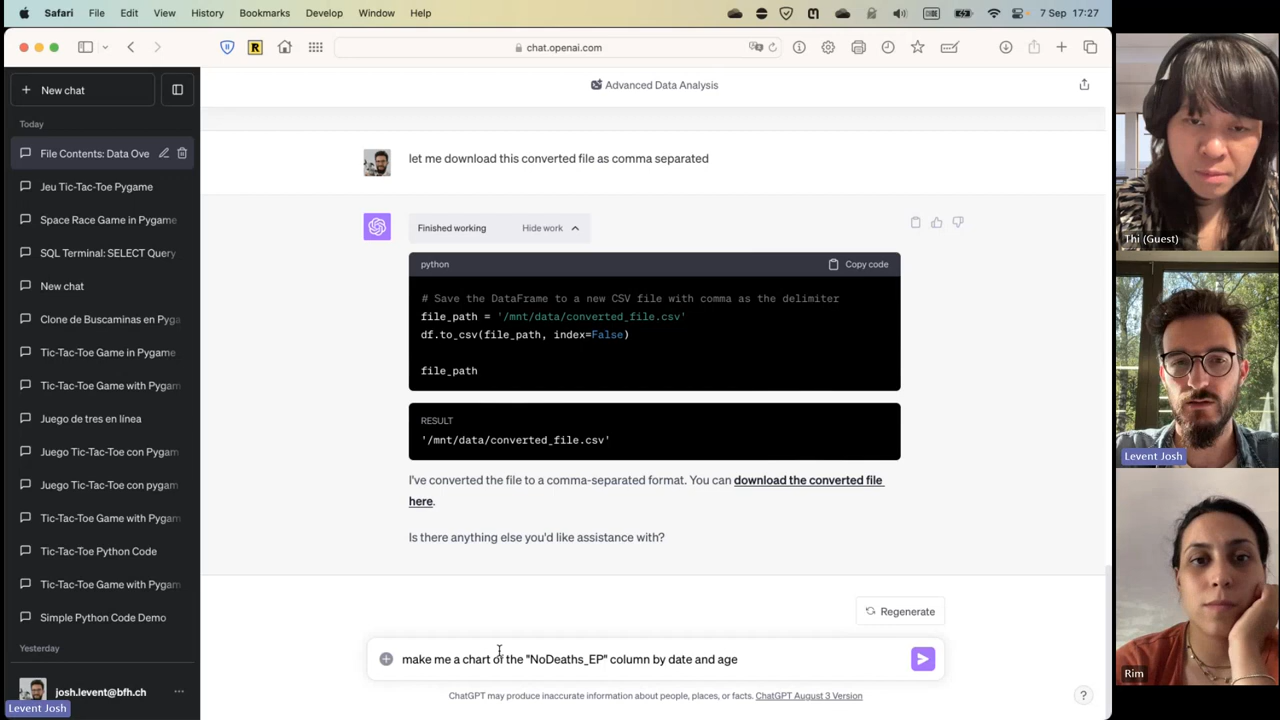 Safari File Edit View History Bookmarks Develop Window Help 7 Sep 17:27
chat.openai.com
New chat
Today
File Contents: Data Ove
Jeu Tic-Tac-Toe Pygame
Space Race Game in Pygame
SQL Terminal: SELECT Query
New chat
Clone de Buscaminas en Pyga
Tic-Tac-Toe Game in Pygame
Tic-Tac-Toe Game with Pygam
Juego de tres en línea
Juego Tic-Tac-Toe con Pygam
Juego Tic-Tac-Toe con pygam
Tic-Tac-Toe Game with Pygam
Tic-Tac-Toe Python Code
Tic-Tac-Toe Game with Pygam
Simple Python Code Demo
Yesterday
josh.levent@bfh.ch
Levent Josh
Advanced Data Analysis
let me download this converted file as comma separated
Finished working Hide work
python Copy code
# Save the DataFrame to a new CSV file with comma as the delimiter
file_path = '/mnt/data/converted_file.csv'
df.to_csv(file_path, index=False)
file_path
RESULT
'/mnt/data/converted_file.csv'
I've converted the file to a comma-separated format. You can download the converted file
here.
Is there anything else you'd like assistance with?
Regenerate
make me a chart of the "NoDeaths_EP" column by date and age
ChatGPT may produce inaccurate information about people, places, or facts. ChatGPT August 3 Version
?
Thi (Guest)
Levent Josh
Rim